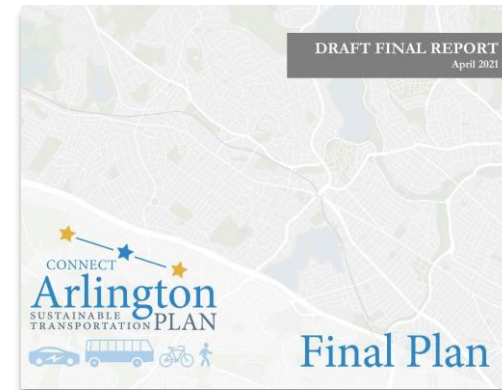 DRAFT FINAL REPORT
April 2021
CONNECT
Arlington
SUSTAINABLE
TRANSPORTATION PLAN
Final Plan